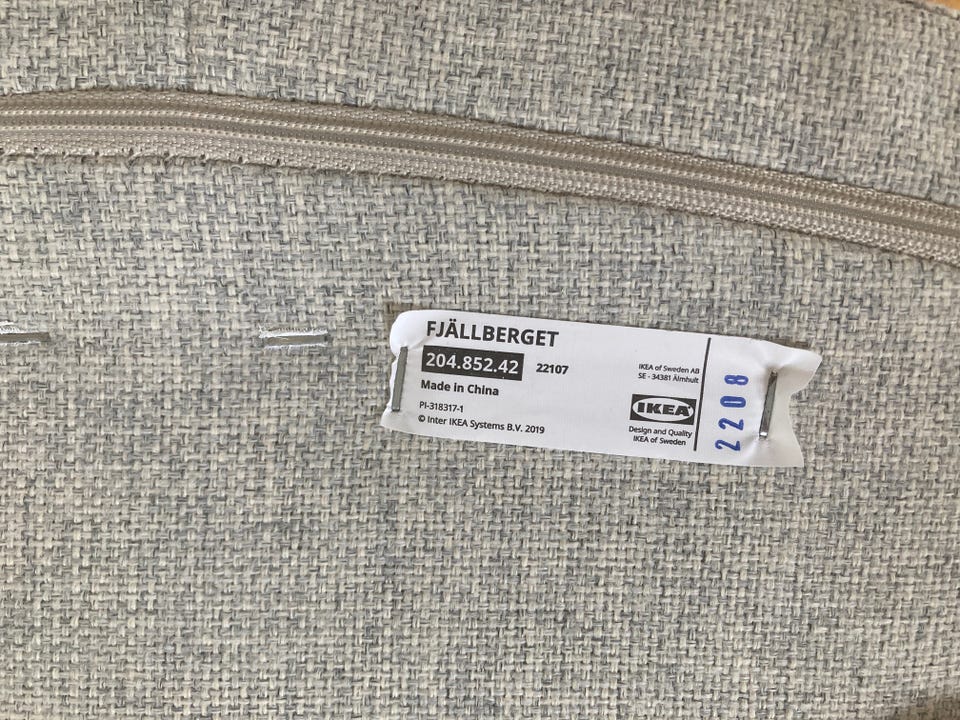 FJÄLLBERGET
204.852.42 22107
Made in China
PI-318317-1
© Inter IKEA Systems B.V. 2019
IKEA of Sweden AB
SE - 34381 Älmhult
IKEA
Design and Quality
IKEA of Sweden
2208